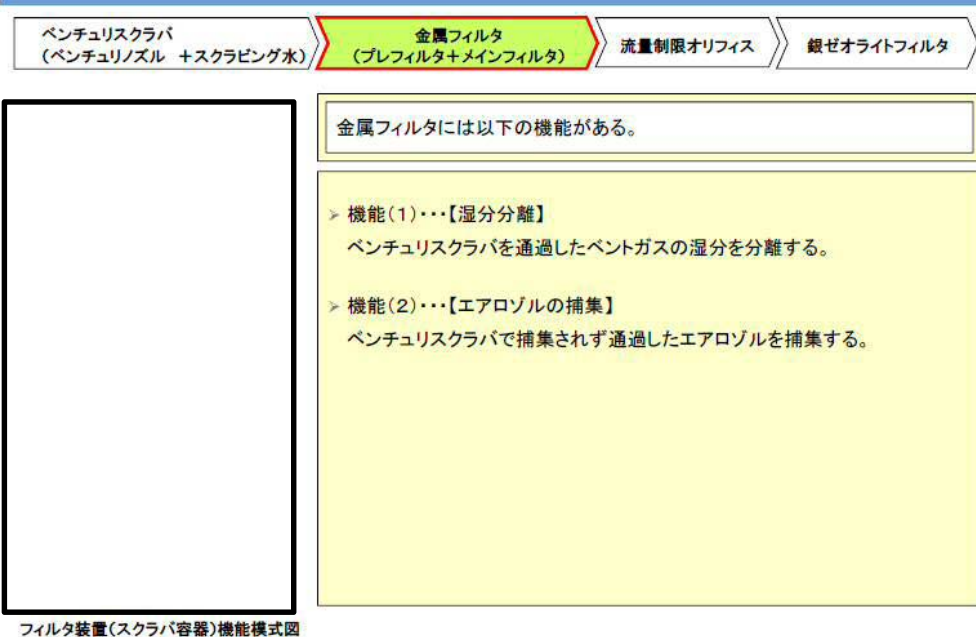 ベンチュリスクラバ
(ベンチュリノズル +スクラビング水)
金属フィルタ
(プレフィルタ+メインフィルタ)
流量制限オリフィス
銀ゼオライトフィルタ
金属フィルタには以下の機能がある。
➢ 機能(1)・・・【湿分分離】
ベンチュリスクラバを通過したベントガスの湿分を分離する。
➢ 機能(2)・・・【エアロゾルの捕集】
ベンチュリスクラバで捕集されず通過したエアロゾルを捕集する。
フィルタ装置(スクラバ容器)機能模式図